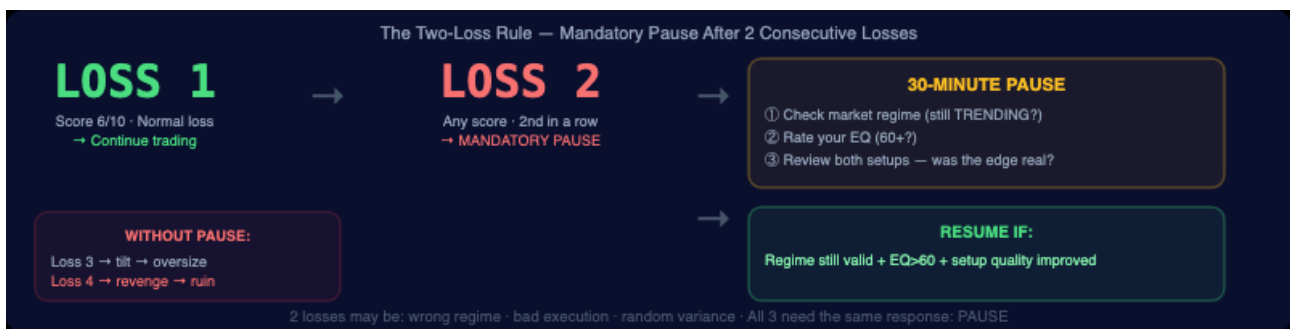 The Two-Loss Rule — Mandatory Pause After 2 Consecutive Losses
LOSS 1
Score 6/10 · Normal loss
→ Continue trading
→
LOSS 2
Any score · 2nd in a row
→ MANDATORY PAUSE
→
30-MINUTE PAUSE
① Check market regime (still TRENDING?)
② Rate your EQ (60+?)
③ Review both setups — was the edge real?
WITHOUT PAUSE:
Loss 3 → tilt → oversize
Loss 4 → revenge → ruin
→
RESUME IF:
Regime still valid + EQ>60 + setup quality improved
2 losses may be: wrong regime · bad execution · random variance · All 3 need the same response: PAUSE